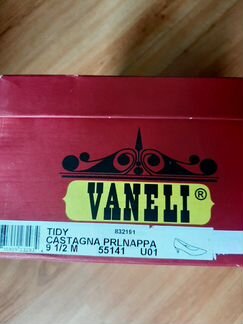 VANELI®
TIDY 832191
CASTAGNA PRLNAPPA
9 1/2 M 55141 U01